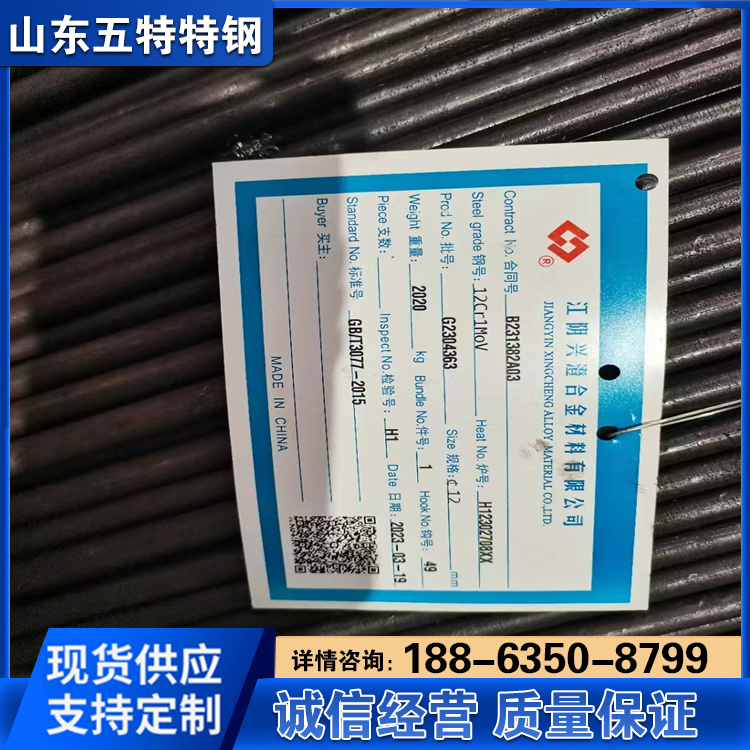 山东五特特钢
®
江阴兴澄合金材料有限公司
JIANGYIN XINGCHENG ALLOY MATERIAL CO.,LTD.
Contract No. 合同号 B231382A03
Steel grade 钢号: 12Cr1MoV Heat No. 炉号: H12302708XX
Prod No. 批号: G2304363 Size 规格: c12 mm
Weight 重量: 2020 kg Bundle No.件号: 1 Hook No.钩号: 49
Piece 支数: Inspect No.检验号: H1 Date 日期: 2023-03-19
Standard No. 标准号 GB/T3077-2015
Buyer 买主:
MADE IN CHINA
现货供应
支持定制
详情咨询: 188-6350-8799
诚信经营 质量保证